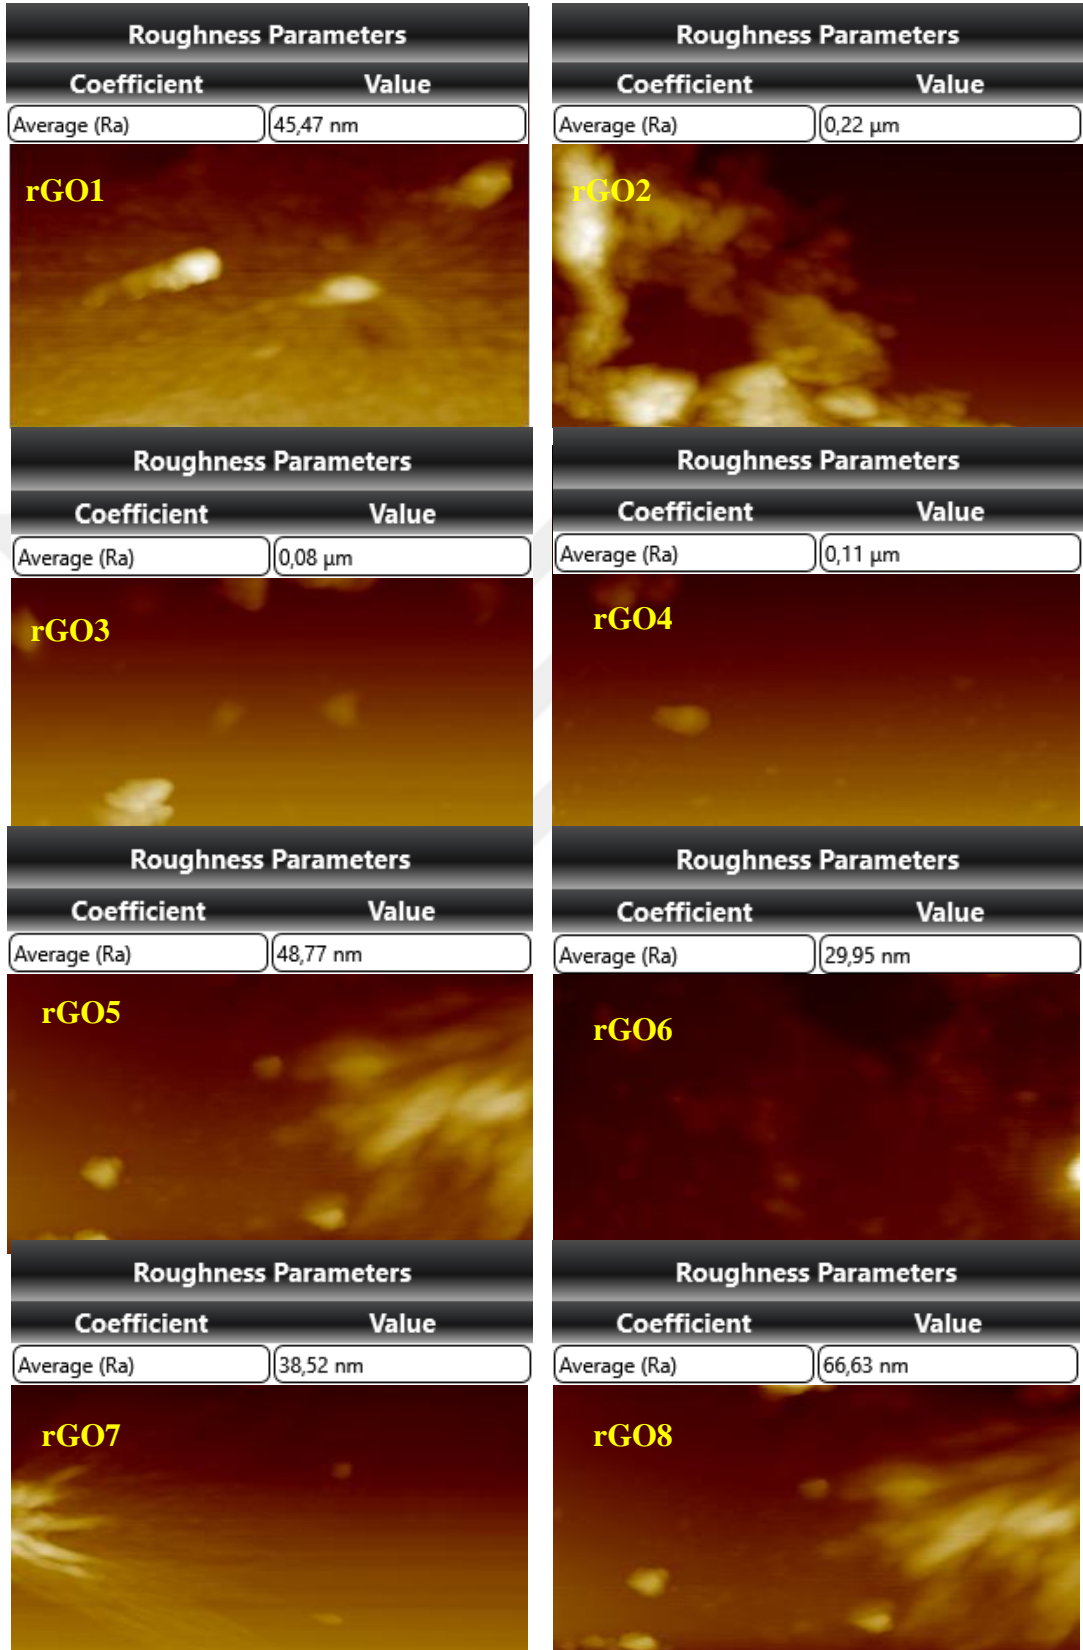 Roughness Parameters
Coefficient Value
Average (Ra) 45,47 nm
rGO1
Roughness Parameters
Coefficient Value
Average (Ra) 0,22 µm
rGO2
Roughness Parameters
Coefficient Value
Average (Ra) 0,08 µm
rGO3
Roughness Parameters
Coefficient Value
Average (Ra) 0,11 µm
rGO4
Roughness Parameters
Coefficient Value
Average (Ra) 48,77 nm
rGO5
Roughness Parameters
Coefficient Value
Average (Ra) 29,95 nm
rGO6
Roughness Parameters
Coefficient Value
Average (Ra) 38,52 nm
rGO7
Roughness Parameters
Coefficient Value
Average (Ra) 66,63 nm
rGO8